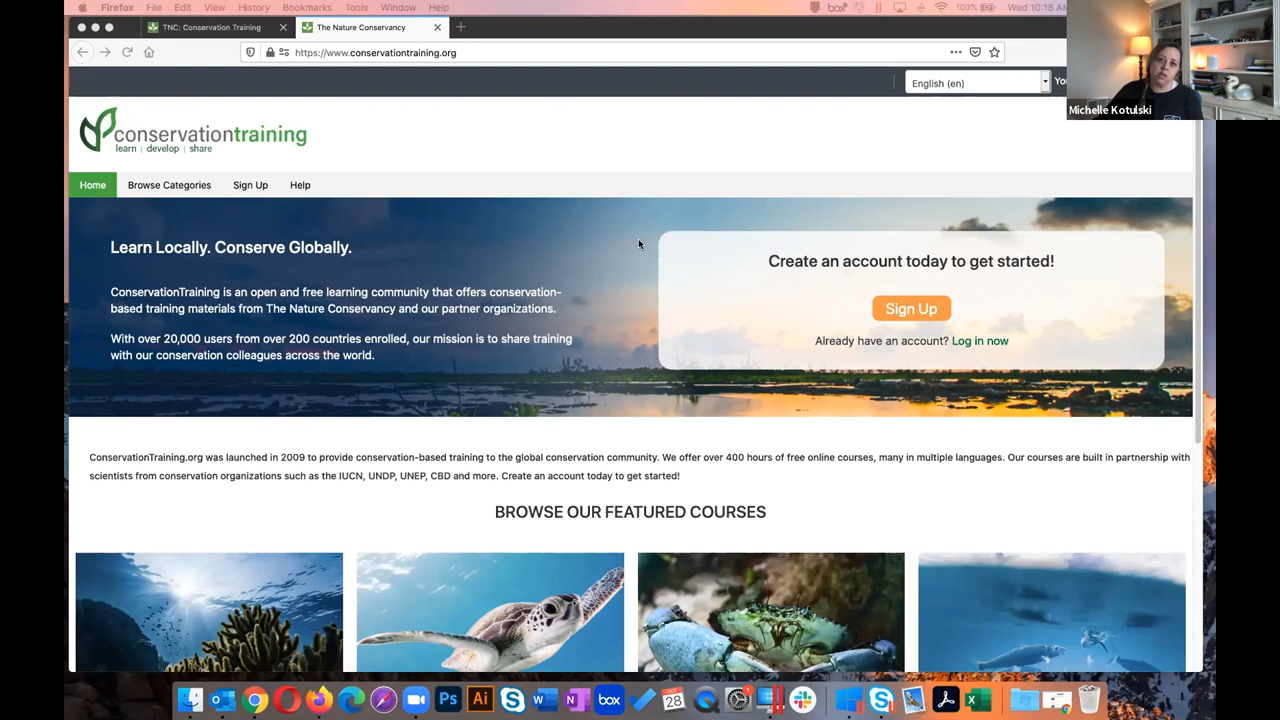 Firefox File Edit View History Bookmarks Tools Window Help
box
100%
Wed 10:15 AM
TNC: Conservation Training
The Nature Conservancy
https://www.conservationtraining.org
English (en)
Michelle Kotulski
conservationtraining
learn | develop | share
Home Browse Categories Sign Up Help
Learn Locally. Conserve Globally.
ConservationTraining is an open and free learning community that offers conservation-
based training materials from The Nature Conservancy and our partner organizations.
With over 20,000 users from over 200 countries enrolled, our mission is to share training
with our conservation colleagues across the world.
Create an account today to get started!
Sign Up
Already have an account? Log in now
ConservationTraining.org was launched in 2009 to provide conservation-based training to the global conservation community. We offer over 400 hours of free online courses, many in multiple languages. Our courses are built in partnership with
scientists from conservation organizations such as the IUCN, UNDP, UNEP, CBD and more. Create an account today to get started!
BROWSE OUR FEATURED COURSES
Ps Ai S W N box 28 S X